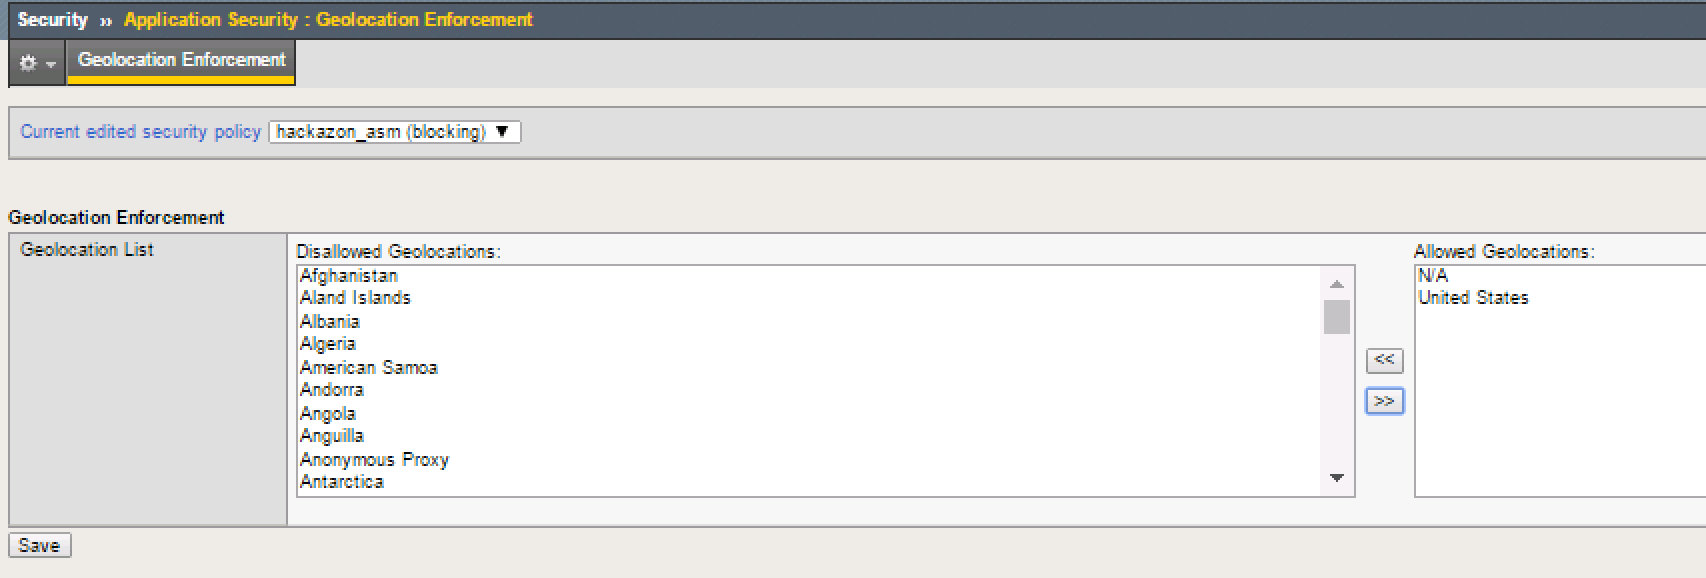 Security » Application Security : Geolocation Enforcement
Geolocation Enforcement
Current edited security policy hackazon_asm (blocking) ▼
Geolocation Enforcement
Geolocation List
Disallowed Geolocations:
Afghanistan
Aland Islands
Albania
Algeria
American Samoa
Andorra
Angola
Anguilla
Anonymous Proxy
Antarctica
<<
>>
Allowed Geolocations:
N/A
United States
Save